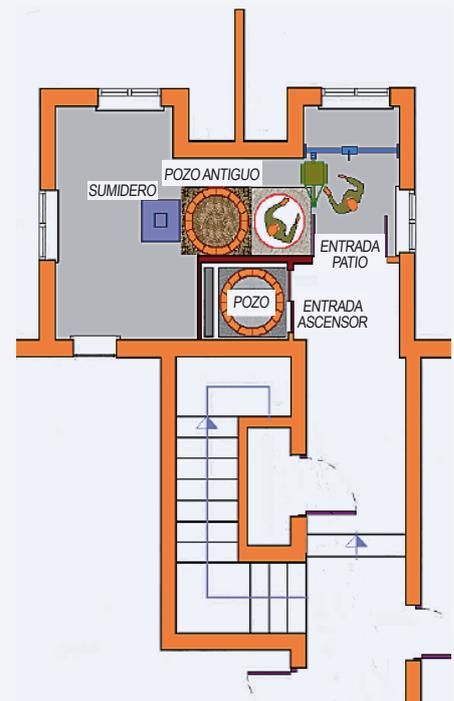 POZO ANTIGUO
SUMIDERO
ENTRADA
PATIO
POZO
ENTRADA
ASCENSOR